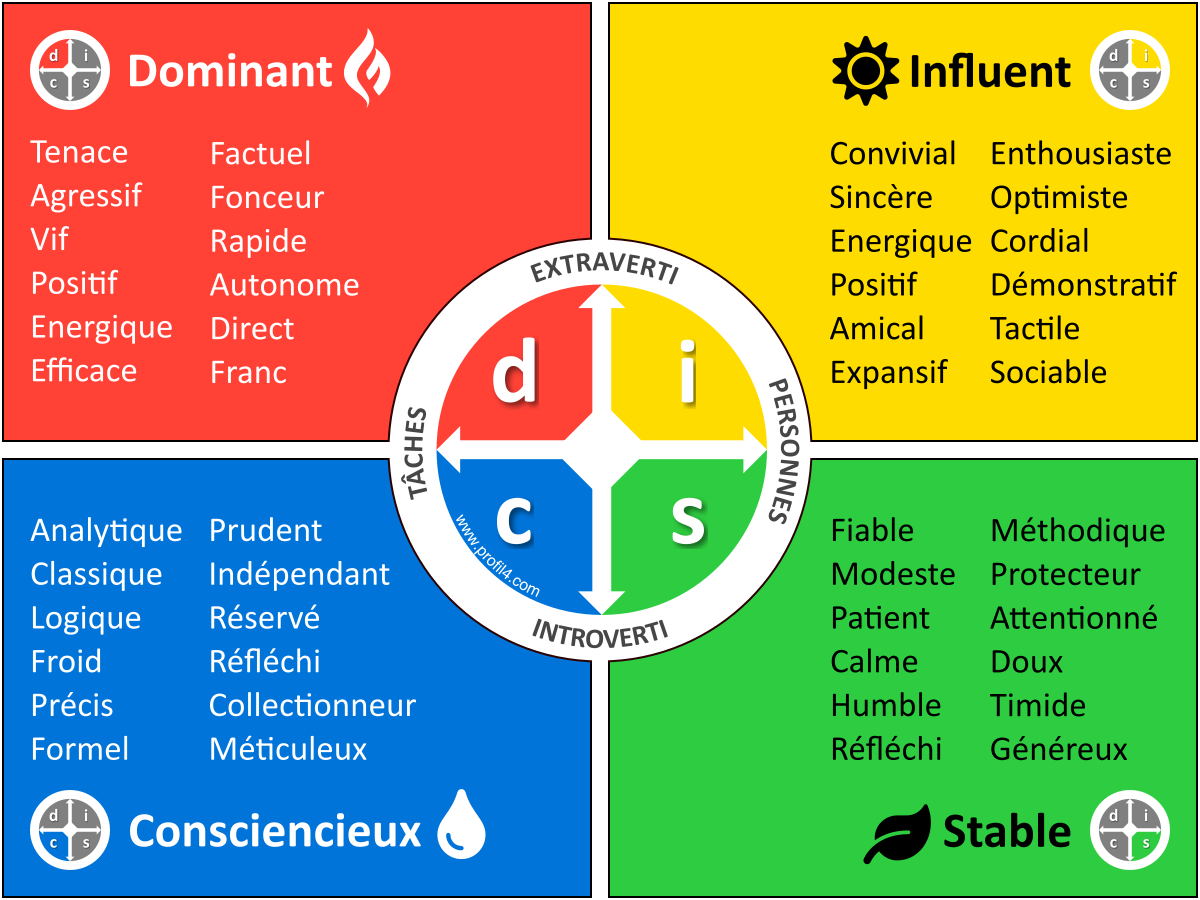 d i
c s
Dominant
Tenace Factuel
Agressif Fonceur
Vif Rapide
Positif Autonome
Energique Direct
Efficace Franc
Influent
d i
c s
Convivial Enthousiaste
Sincère Optimiste
Energique Cordial
Positif Démonstratif
Amical Tactile
Expansif Sociable
EXTRAVERTI
TÂCHES
PERSONNES
INTROVERTI
d i
c s
www.profil4.com
Analytique Prudent
Classique Indépendant
Logique Réservé
Froid Réfléchi
Précis Collectionneur
Formel Méticuleux
d i
c s
Consciencieux
Fiable Méthodique
Modeste Protecteur
Patient Attentionné
Calme Doux
Humble Timide
Réfléchi Généreux
Stable
d i
c s